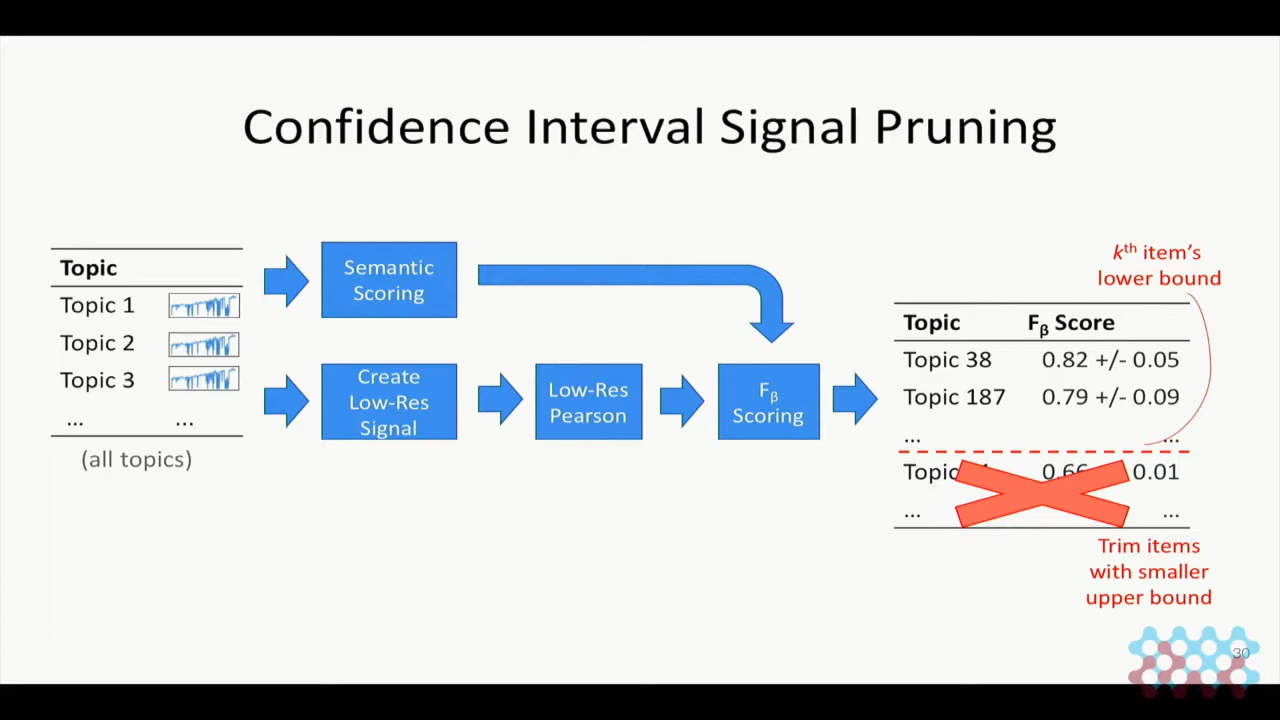 Confidence Interval Signal Pruning
Topic
Topic 1
Topic 2
Topic 3
... ...
(all topics)
Semantic
Scoring
Create
Low-Res
Signal
Low-Res
Pearson
Fβ
Scoring
kth item's
lower bound
Topic Fβ Score
Topic 38 0.82 +/- 0.05
Topic 187 0.79 +/- 0.09
... ...
Topic 0.66 0.01
... ...
Trim items
with smaller
upper bound
30